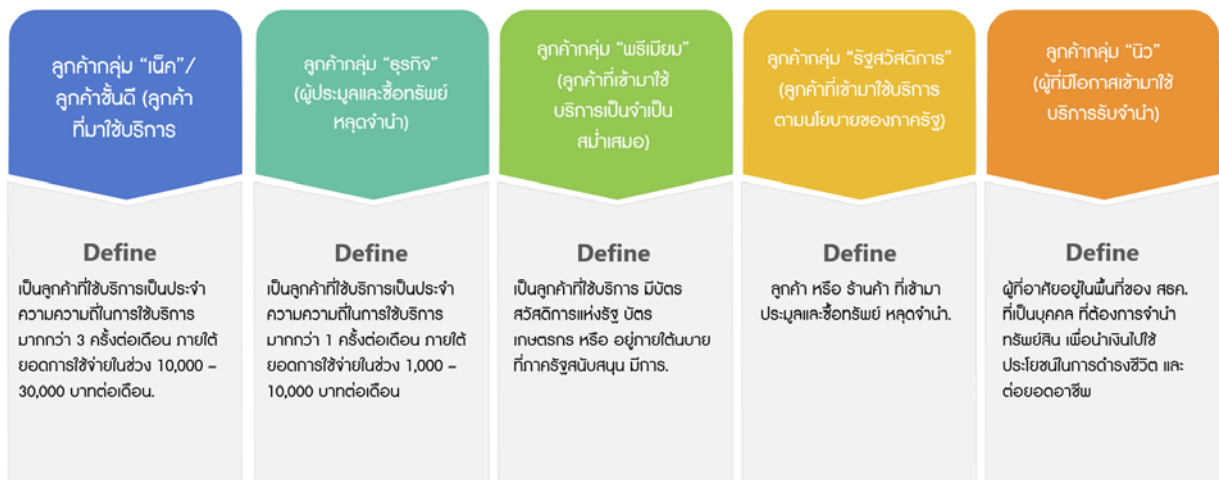 ลูกค้ากลุ่ม “เน็ค”/
ลูกค้าชั้นดี (ลูกค้า
ที่มาใช้บริการ
Define
เป็นลูกค้าที่ใช้บริการเป็นประจำ
ความความถี่ในการใช้บริการ
มากกว่า 3 ครั้งต่อเดือน ภายใต้
ยอดการใช้จ่ายในช่วง 10,000 –
30,000 บาทต่อเดือน.
ลูกค้ากลุ่ม “ธุรกิจ”
(ผู้ประมูลและซื้อทรัพย์
หลุดจำนำ)
Define
เป็นลูกค้าที่ใช้บริการเป็นประจำ
ความความถี่ในการใช้บริการ
มากกว่า 1 ครั้งต่อเดือน ภายใต้
ยอดการใช้จ่ายในช่วง 1,000 –
10,000 บาทต่อเดือน
ลูกค้ากลุ่ม “พรีเมียม”
(ลูกค้าที่เข้ามาใช้
บริการเป็นจำเป็น
สม่ำเสมอ)
Define
เป็นลูกค้าที่ใช้บริการ มีบัตร
สวัสดิการแห่งรัฐ บัตร
เกษตรกร หรือ อยู่ภายใต้นบาย
ที่ภาครัฐสนับสนุน มีการ.
ลูกค้ากลุ่ม “รัฐสวัสดิการ”
(ลูกค้าที่เข้ามาใช้บริการ
ตามนโยบายของภาครัฐ)
Define
ลูกค้า หรือ ร้านค้า ที่เข้ามา
ประมูลและซื้อทรัพย์ หลุดจำนำ.
ลูกค้ากลุ่ม “นิว”
(ผู้ที่มีโอกาสเข้ามาใช้
บริการรับจำนำ)
Define
ผู้ที่อาศัยอยู่ในพื้นที่ของ สธค.
ที่เป็นบุคคล ที่ต้องการจำนำ
ทรัพย์สิน เพื่อนำเงินไปใช้
ประโยชน์ในการดำรงชีวิต และ
ต่อยอดอาชีพ